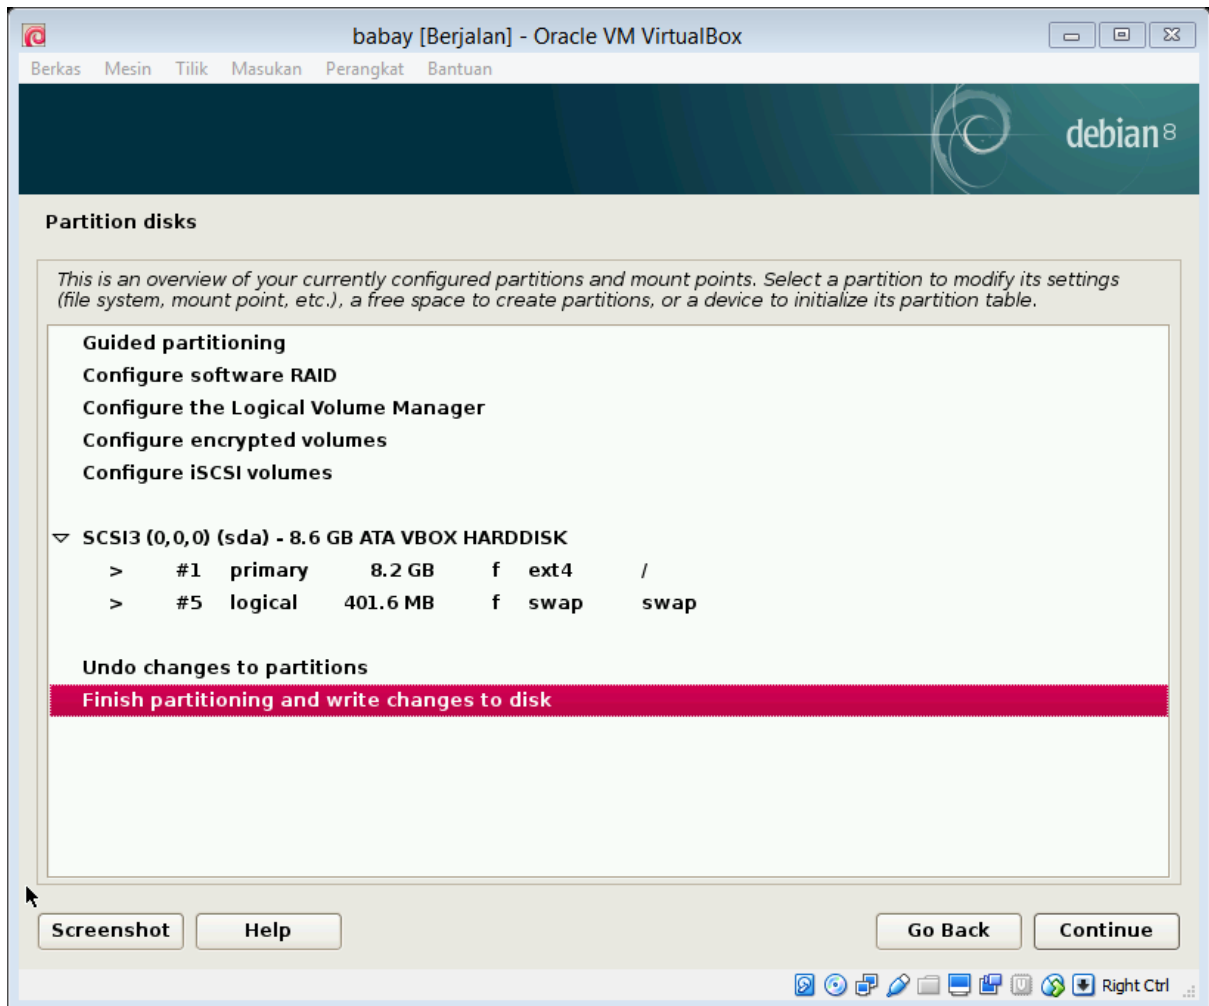 babay [Berjalan] - Oracle VM VirtualBox
Berkas Mesin Tilik Masukan Perangkat Bantuan
debian 8
Partition disks
This is an overview of your currently configured partitions and mount points. Select a partition to modify its settings
(file system, mount point, etc.), a free space to create partitions, or a device to initialize its partition table.
Guided partitioning
Configure software RAID
Configure the Logical Volume Manager
Configure encrypted volumes
Configure iSCSI volumes
SCSI3 (0,0,0) (sda) - 8.6 GB ATA VBOX HARDDISK
> #1 primary 8.2 GB f ext4 /
> #5 logical 401.6 MB f swap swap
Undo changes to partitions
Finish partitioning and write changes to disk
Screenshot Help Go Back Continue
Right Ctrl